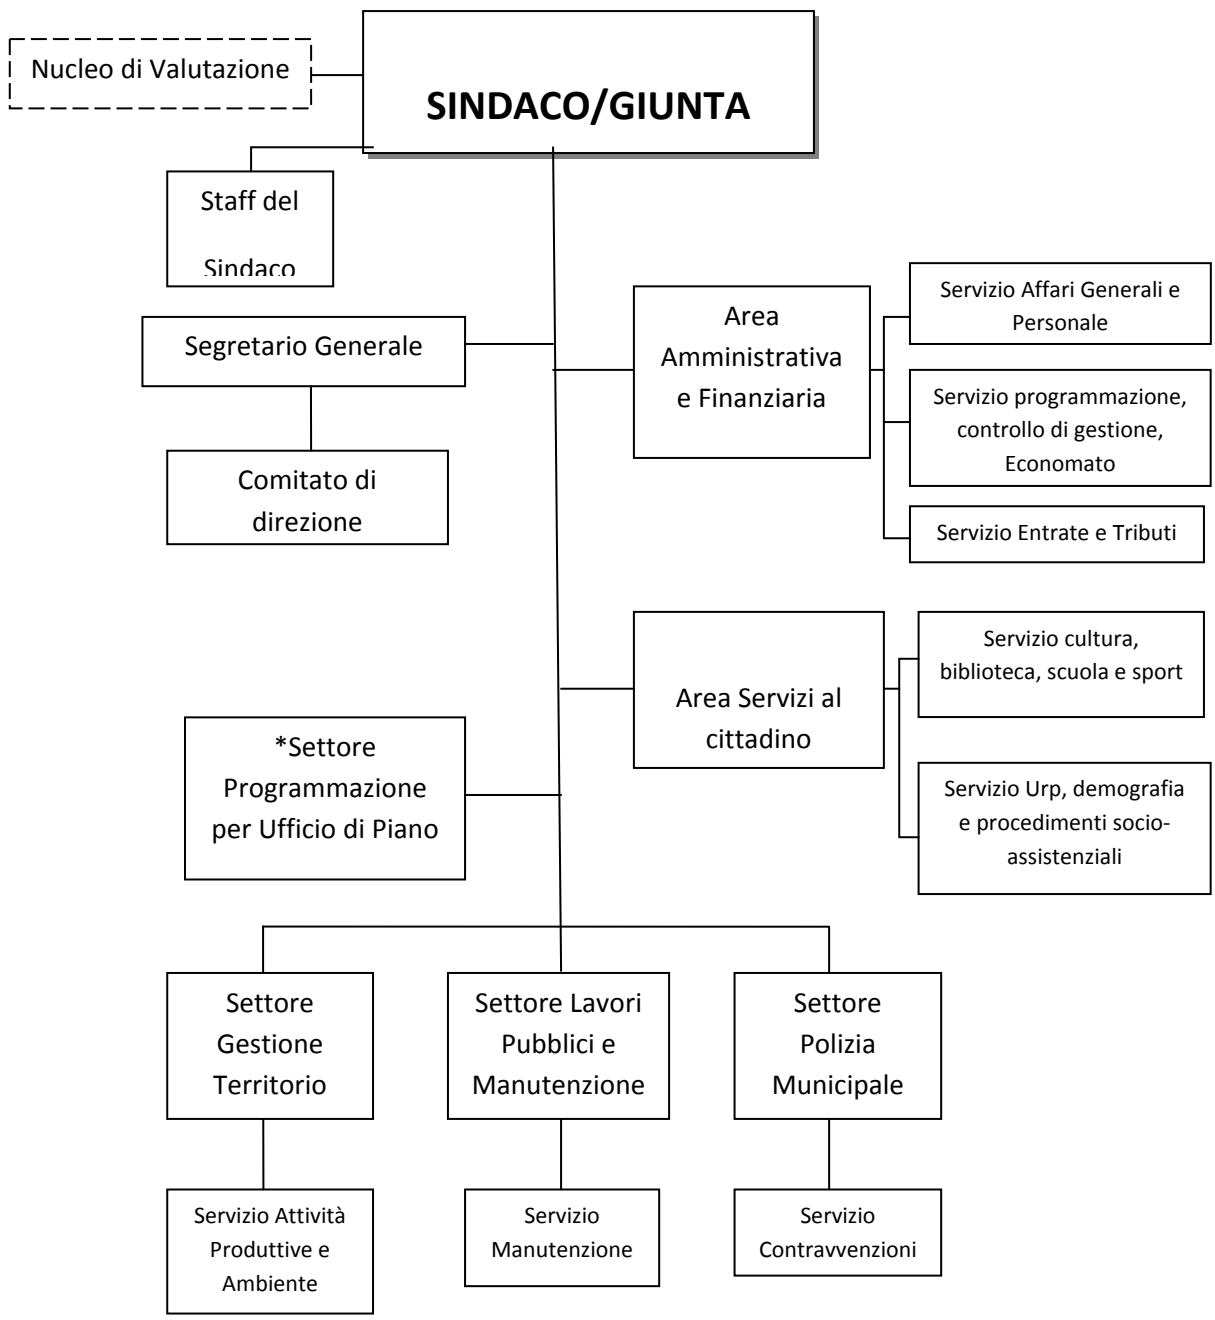 Nucleo di Valutazione
SINDACO/GIUNTA
Staff del
Sindaco
Segretario Generale
Comitato di
direzione
Area
Amministrativa
e Finanziaria
Servizio Affari Generali e
Personale
Servizio programmazione,
controllo di gestione,
Economato
Servizio Entrate e Tributi
Area Servizi al
cittadino
Servizio cultura,
biblioteca, scuola e sport
Servizio Urp, demografia
e procedimenti socio-
assistenziali
*Settore
Programmazione
per Ufficio di Piano
Settore
Gestione
Territorio
Settore Lavori
Pubblici e
Manutenzione
Settore
Polizia
Municipale
Servizio Attività
Produttive e
Ambiente
Servizio
Manutenzione
Servizio
Contravvenzioni